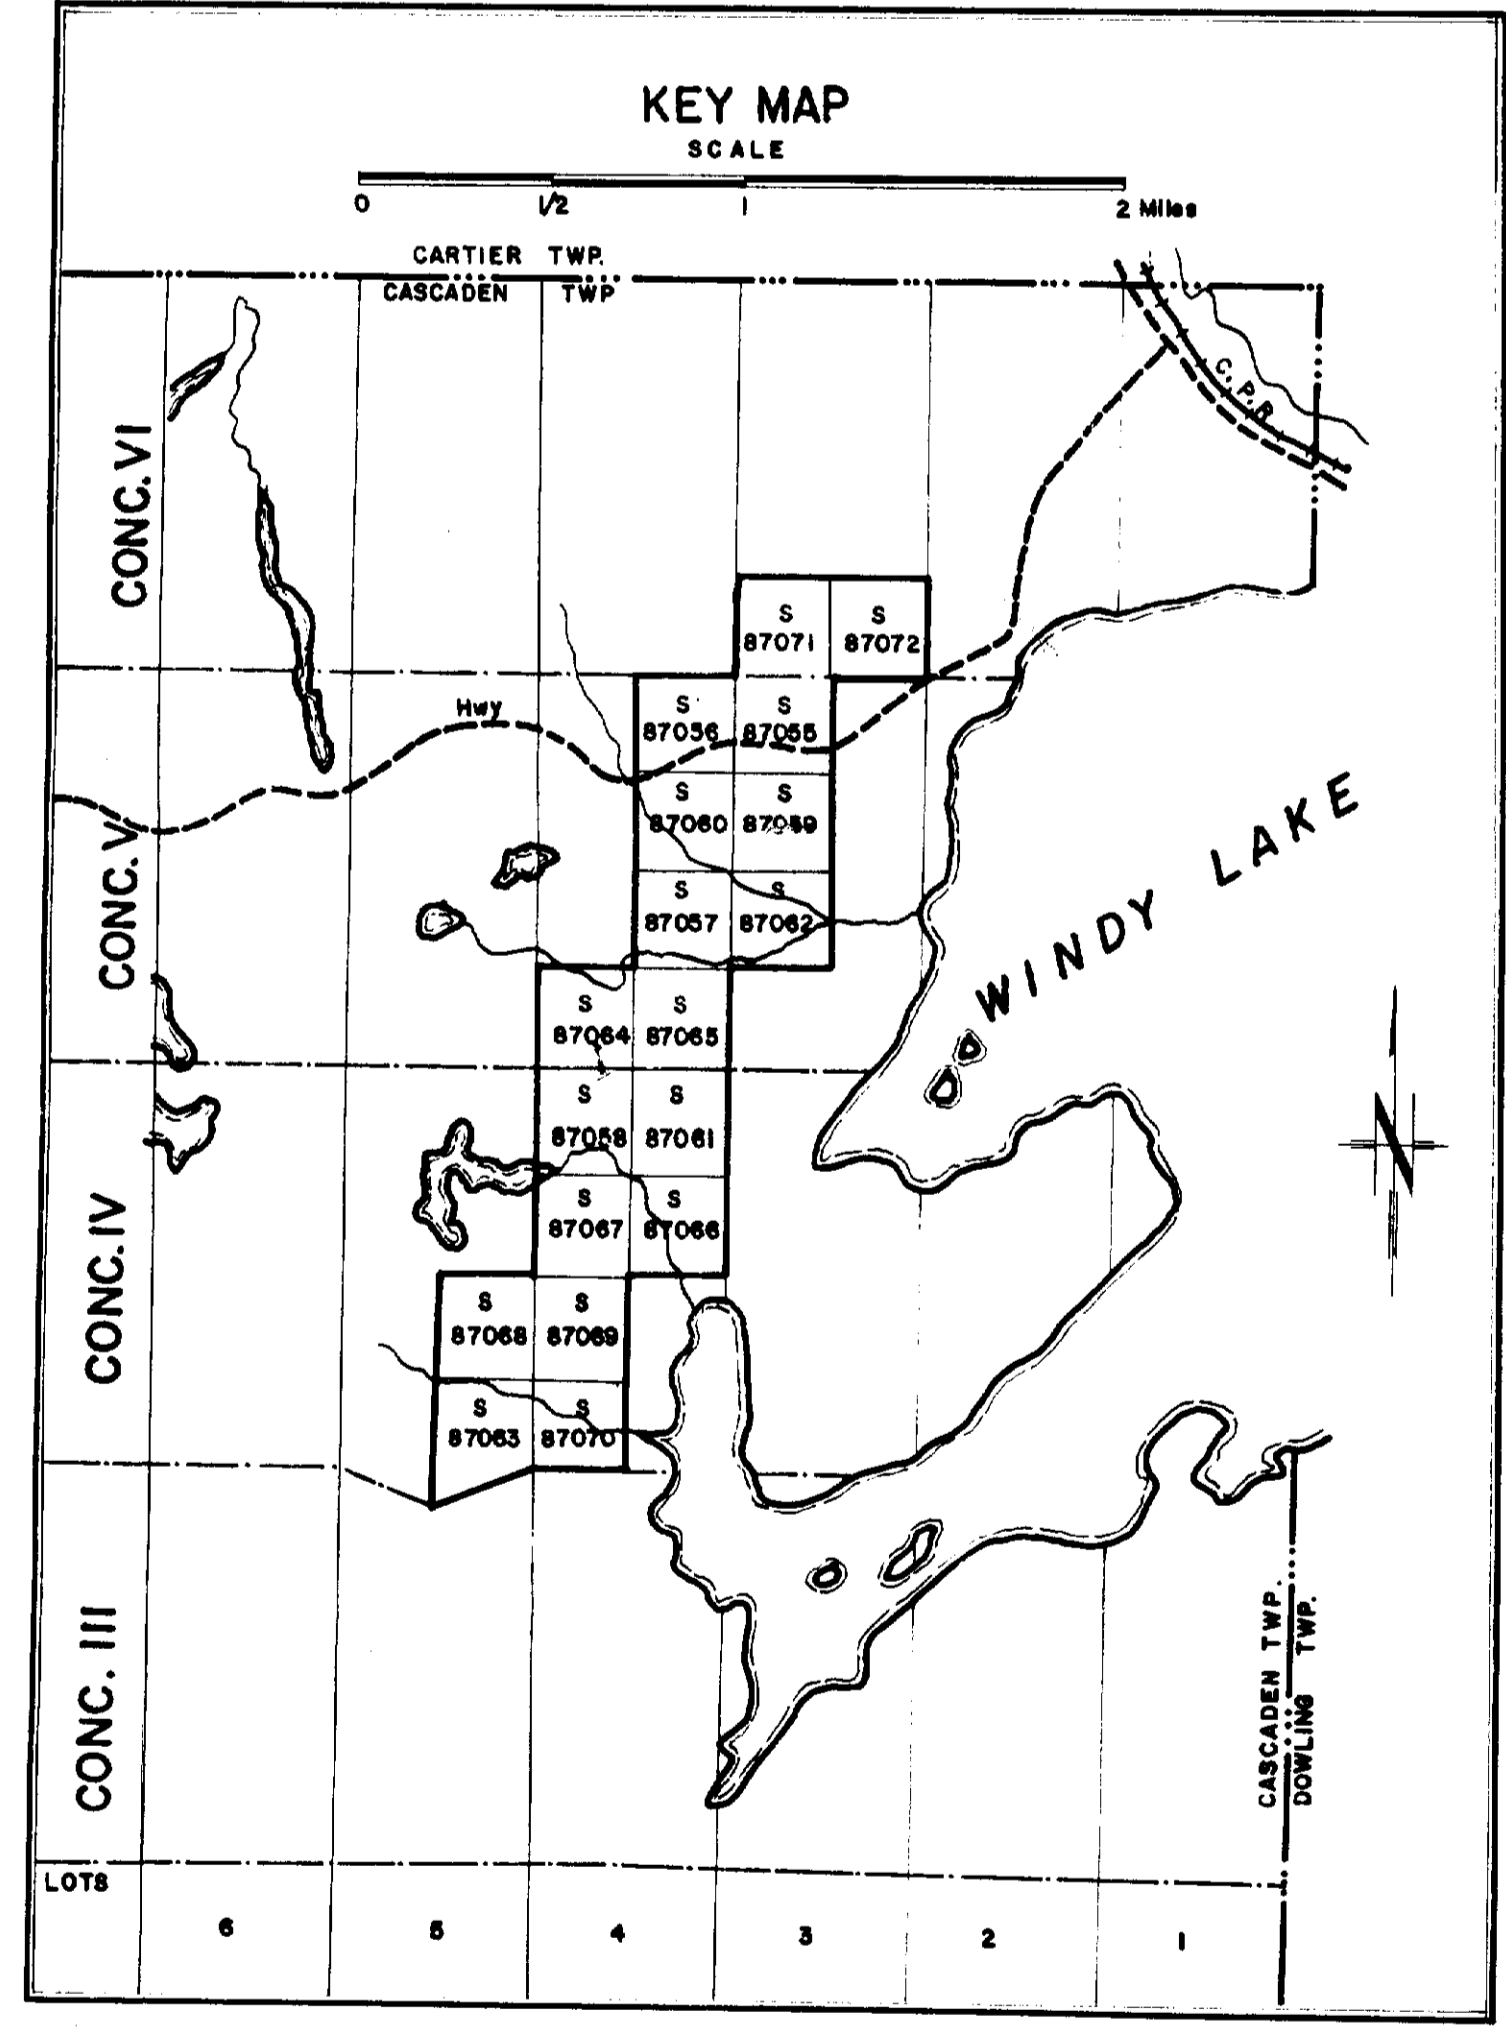 KEY MAP
SCALE
0 1/2 1 2 Miles
CARTIER TWP.
CASCADEN TWP
C.P.R
CONC. VI
S S
87071 87072
Hwy
S S
87056 87055
S S
87060 87059
CONC. V
S S
87057 87062
WINDY LAKE
S S
87064 87065
S S
87058 87061
N
S S
87067 87066
CONC. IV
S S
87068 87069
S S
87063 87070
CONC. III
CASCADEN TWP.
DOWLING TWP.
LOTS
6 5 4 3 2 1